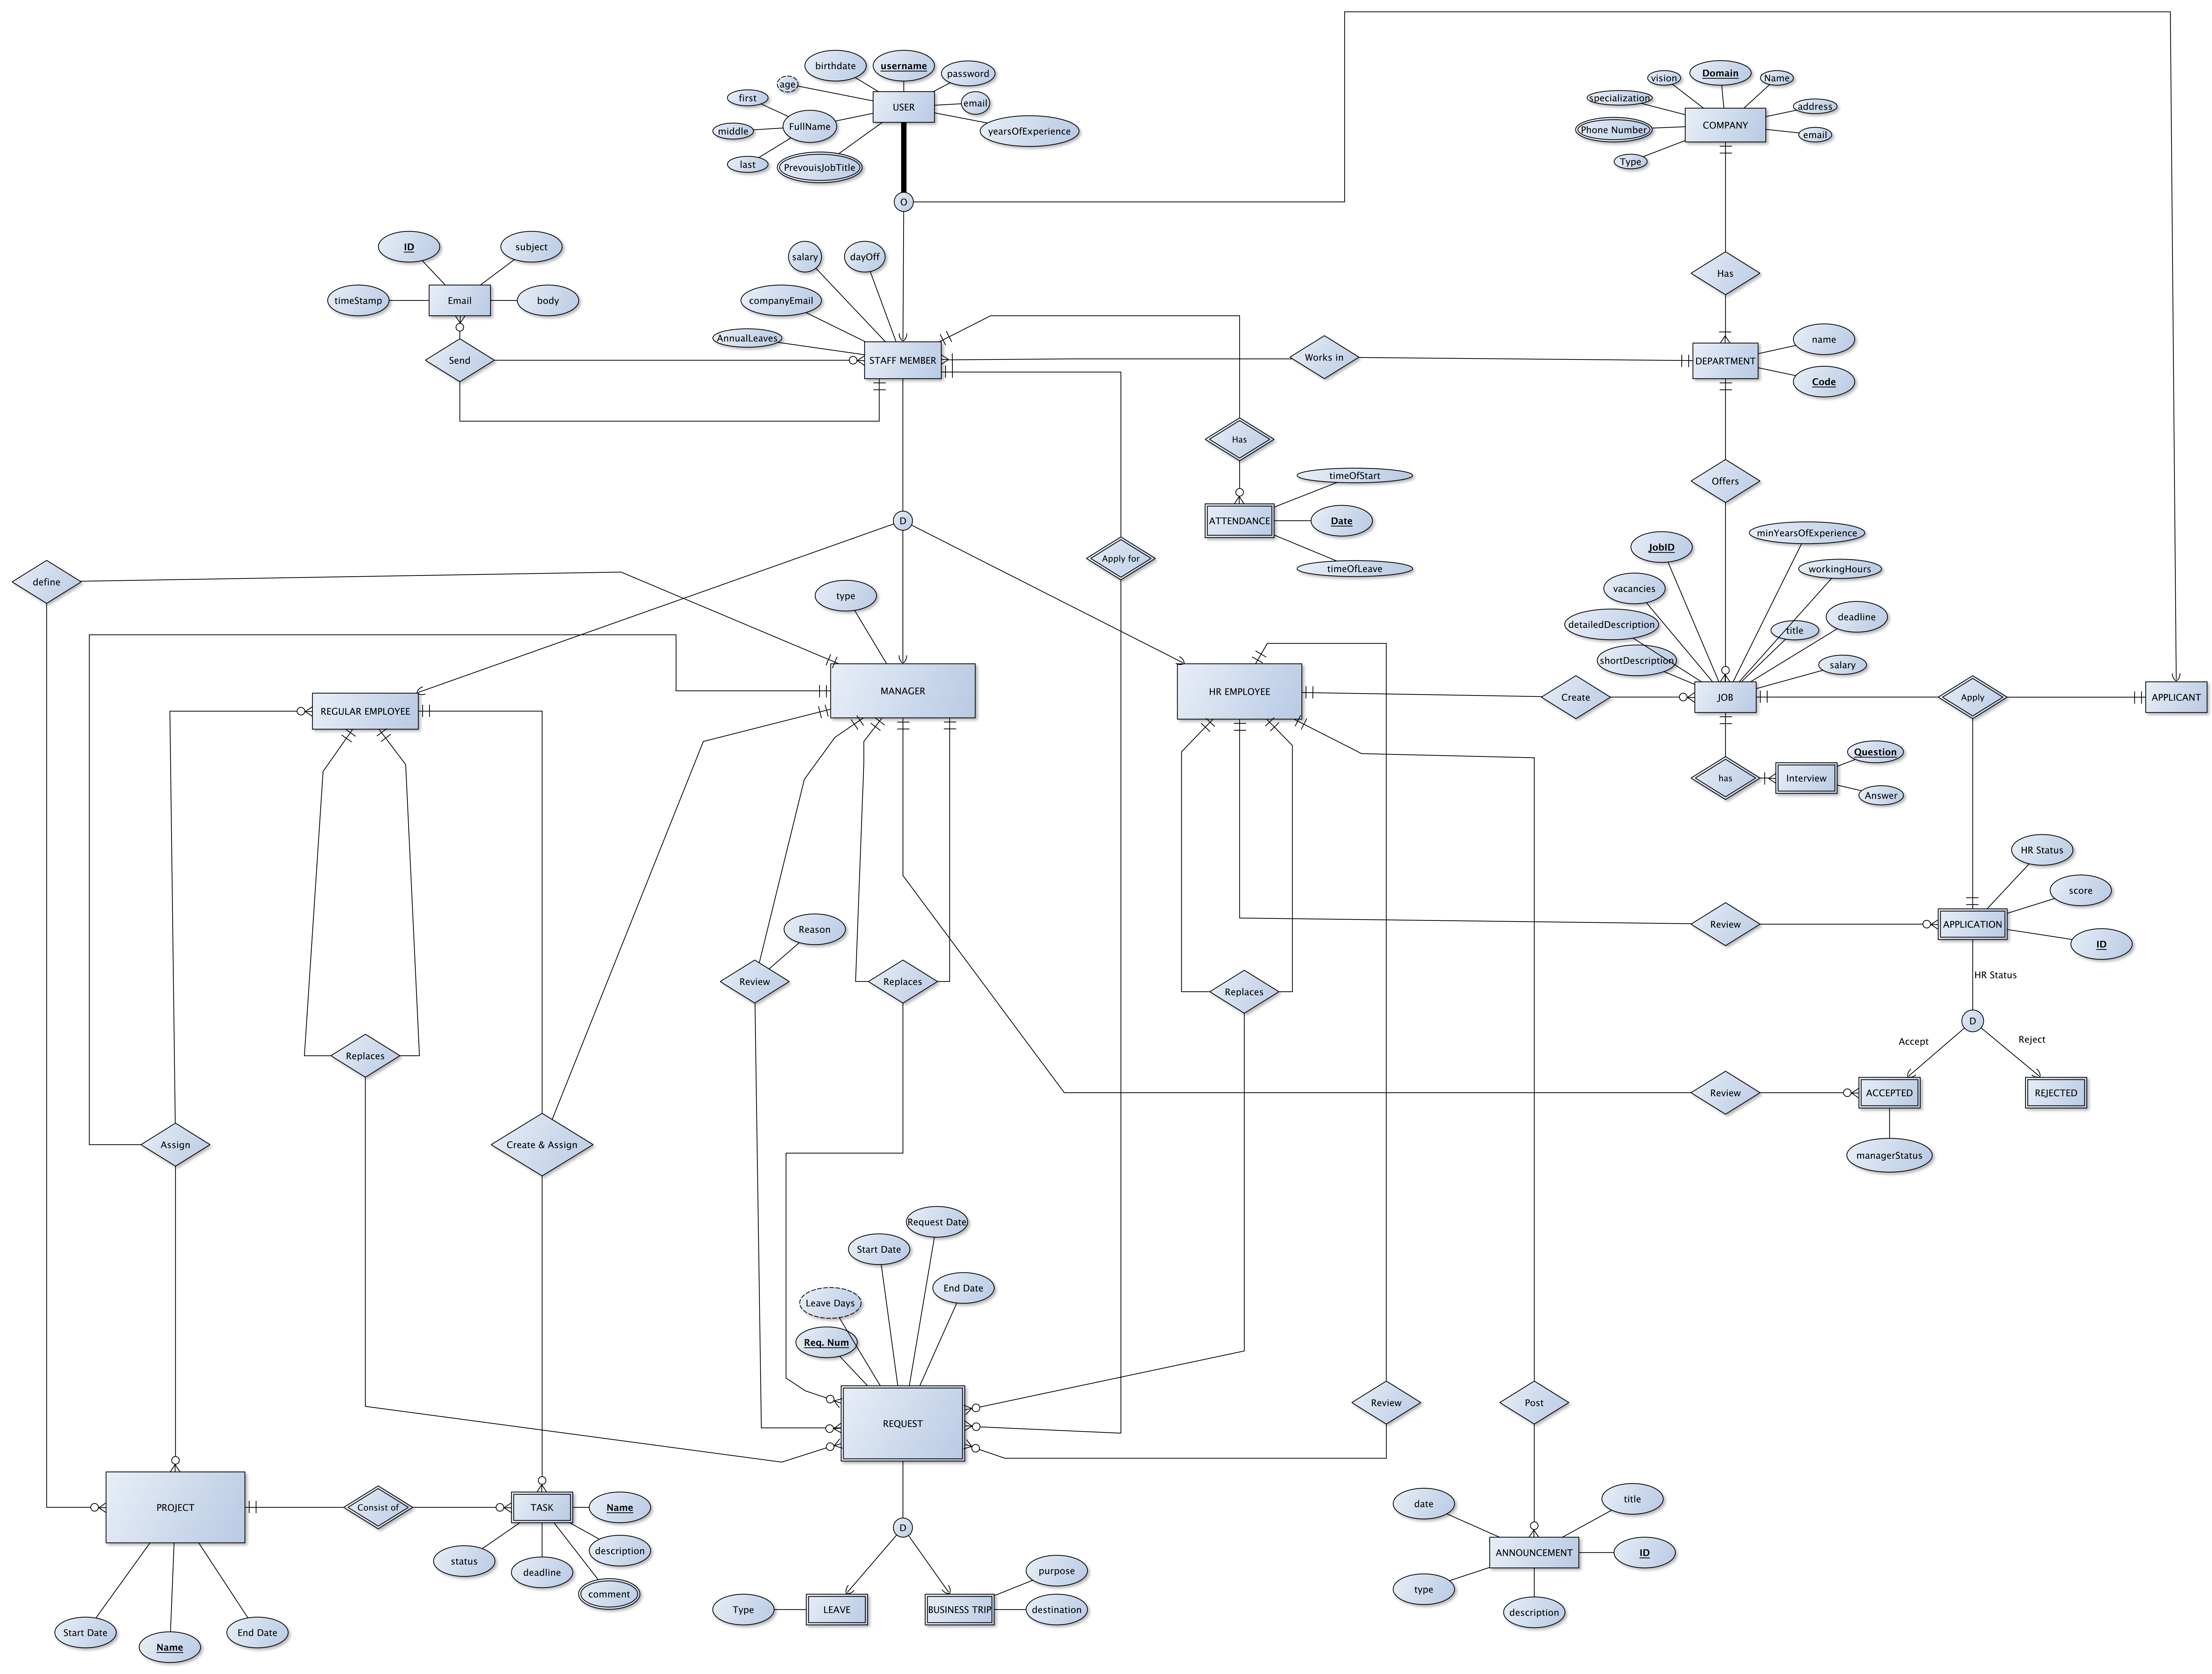 birthdate
username
password
age
email
first
USER
FullName
middle
yearsOfExperience
last
PrevouisJobTitle
O
vision
Domain
Name
specialization
address
COMPANY
Phone Number
email
Type
Has
ID
subject
timeStamp
Email
body
Send
salary
dayOff
companyEmail
AnnualLeaves
STAFF MEMBER
Works in
name
DEPARTMENT
Code
Has
timeOfStart
ATTENDANCE
Date
timeOfLeave
Offers
D
Apply for
define
type
MANAGER
REGULAR EMPLOYEE
HR EMPLOYEE
Create
minYearsOfExperience
JobID
workingHours
vacancies
detailedDescription
deadline
title
shortDescription
salary
JOB
Apply
APPLICANT
has
Question
Interview
Answer
HR Status
score
APPLICATION
ID
Review
HR Status
D
Accept
Reject
Review
ACCEPTED
REJECTED
managerStatus
Reason
Review
Replaces
Replaces
Replaces
Assign
Create & Assign
Request Date
Start Date
End Date
Leave Days
Req. Num
REQUEST
Review
Post
PROJECT
Consist of
TASK
Name
status
description
deadline
comment
Start Date
Name
End Date
D
purpose
Type
LEAVE
BUSINESS TRIP
destination
date
title
ANNOUNCEMENT
ID
type
description